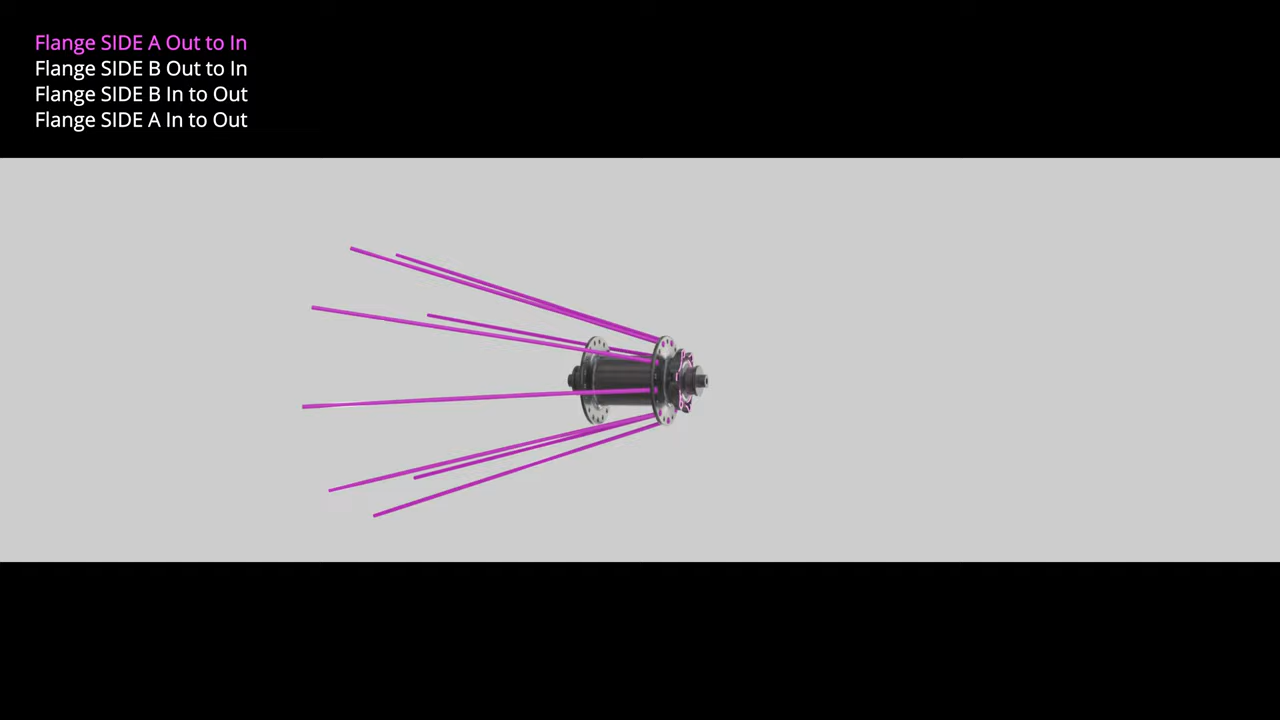 Flange SIDE A Out to In
Flange SIDE B Out to In
Flange SIDE B In to Out
Flange SIDE A In to Out